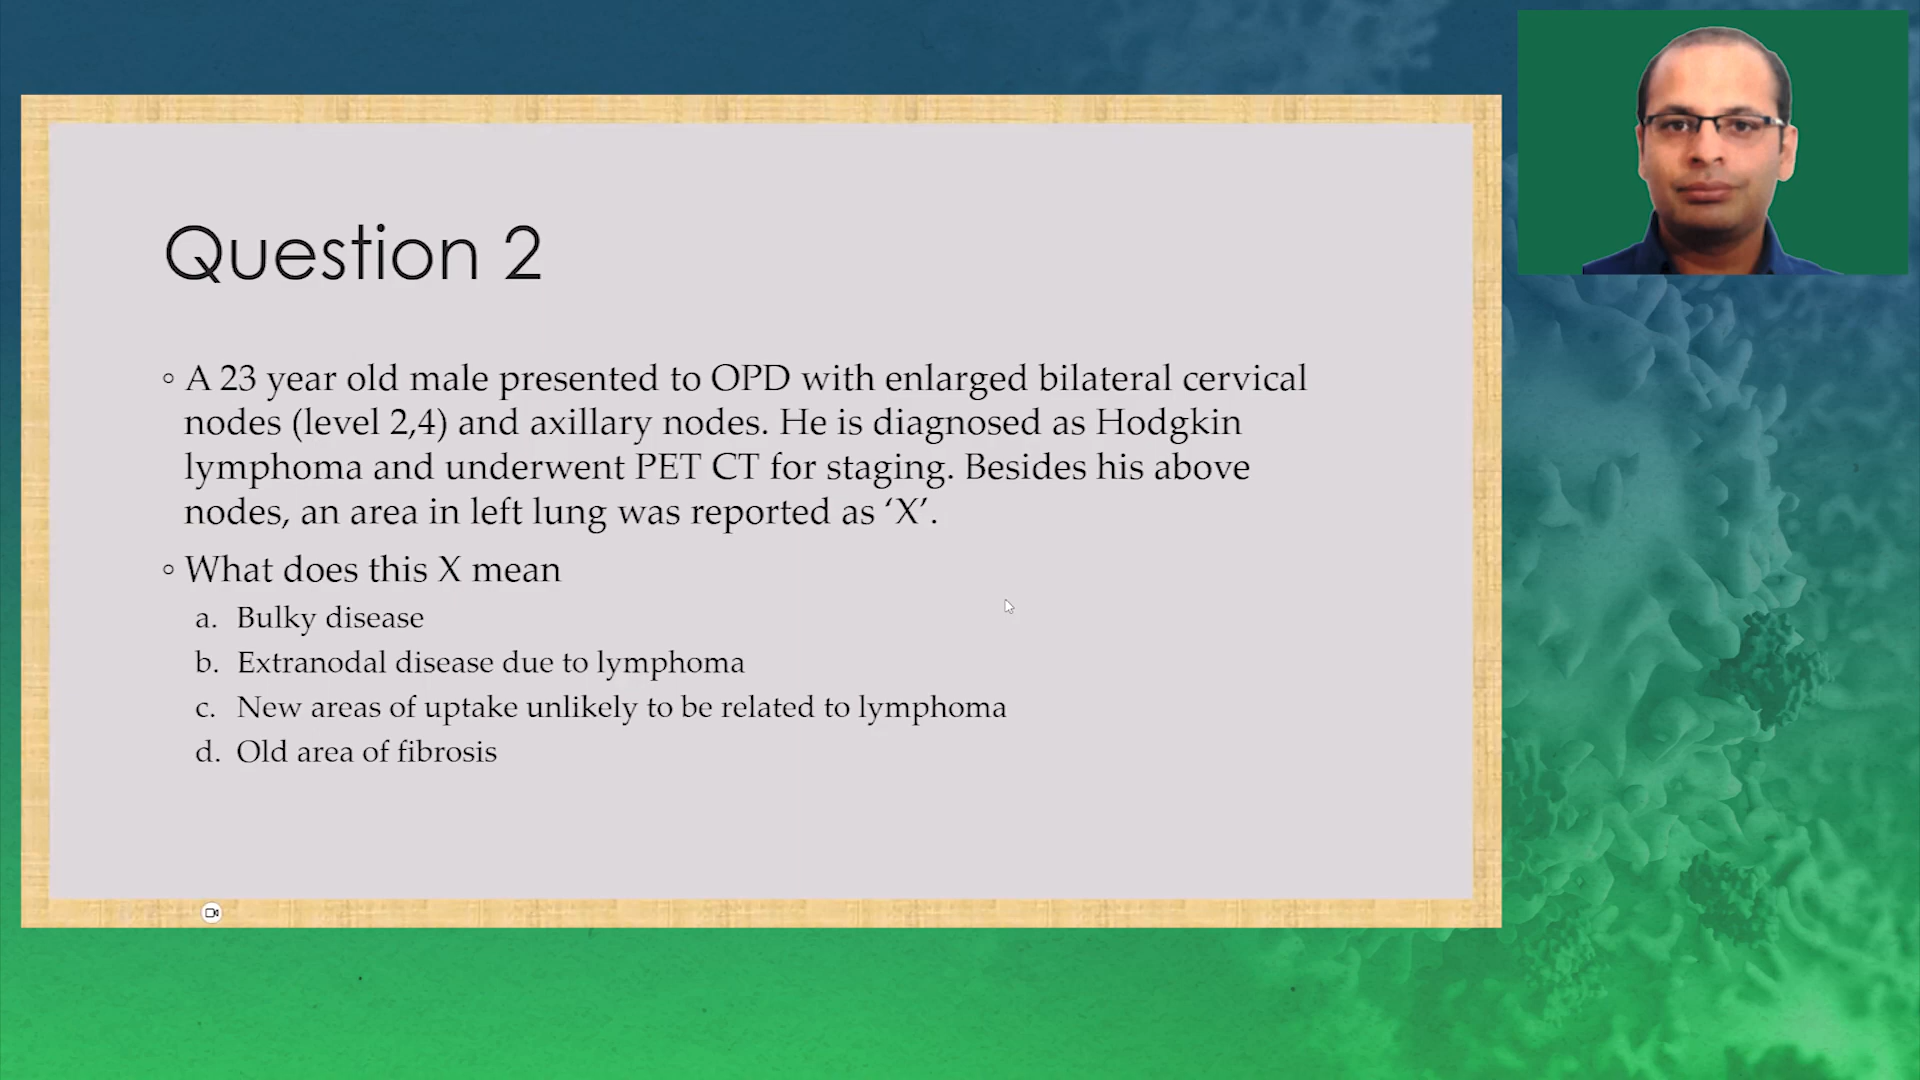 Question 2
◦ A 23 year old male presented to OPD with enlarged bilateral cervical
nodes (level 2,4) and axillary nodes. He is diagnosed as Hodgkin
lymphoma and underwent PET CT for staging. Besides his above
nodes, an area in left lung was reported as ‘X’.
◦ What does this X mean
a. Bulky disease
b. Extranodal disease due to lymphoma
c. New areas of uptake unlikely to be related to lymphoma
d. Old area of fibrosis